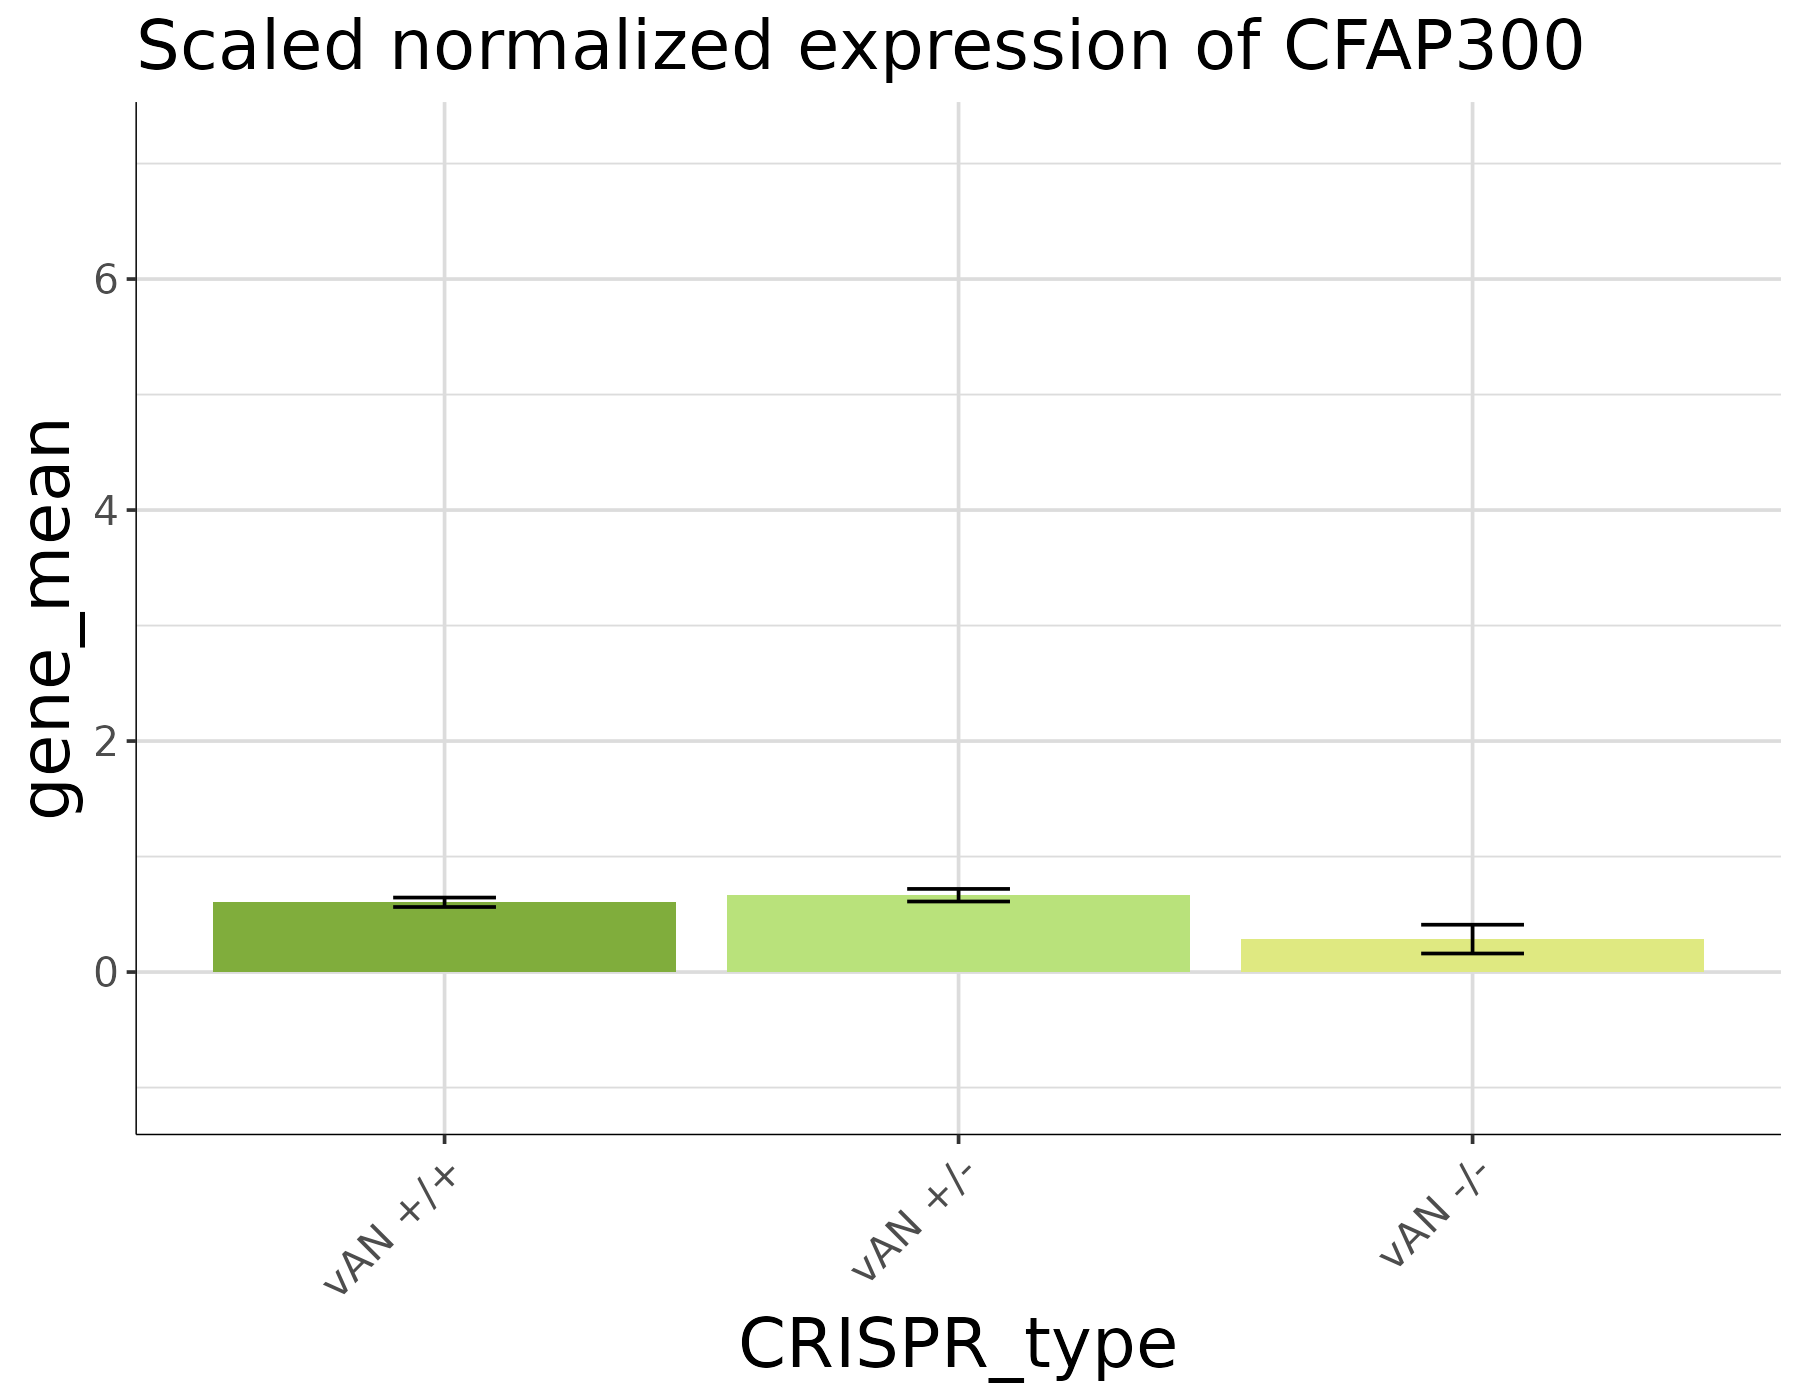 Scaled normalized expression of CFAP300
gene_mean
6
4
2
0
vAN +/+
vAN +/-
vAN -/-
CRISPR_type